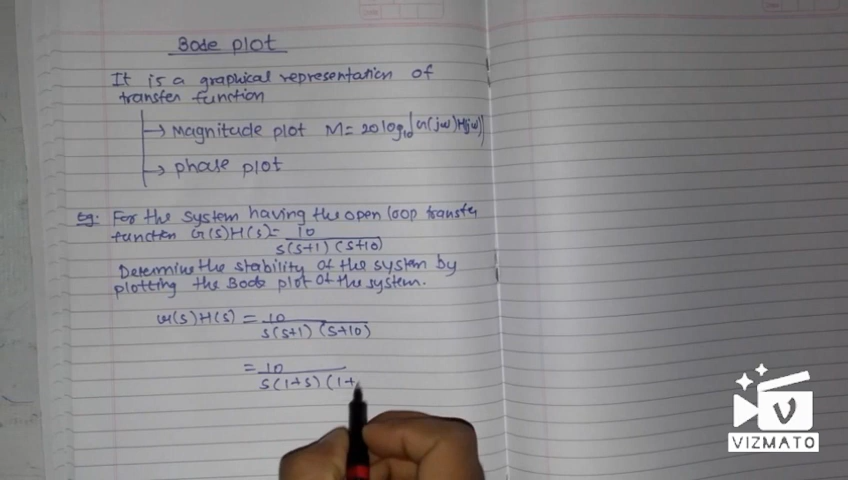 Bode plot
It is a graphical representation of
transfer function
→ Magnitude plot M = 20 log₁₀|G(jω)H(jω)|
→ phase plot
Eg: For the system having the open loop transfer
function G(s)H(s) = 10
s(s+1) (s+10)
Determine the stability of the system by
plotting the Bode plot of the system.
G(s)H(s) = 10
s(s+1) (s+10)
= 10
s(1+s) (1+
V
VIZMATO